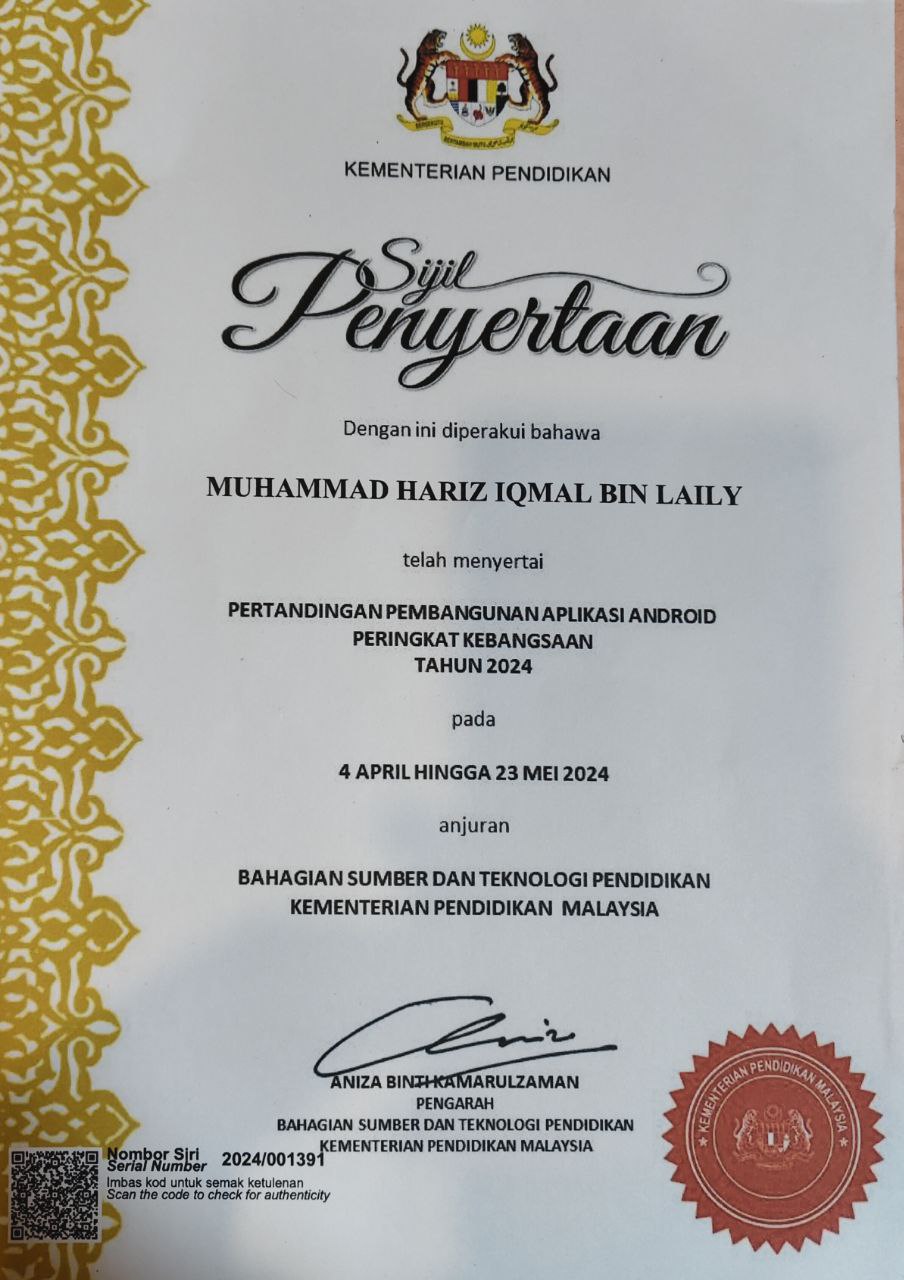 KEMENTERIAN PENDIDIKAN
Sijil
Penyertaan
Dengan ini diperakui bahawa
MUHAMMAD HARIZ IQMAL BIN LAILY
telah menyertai
PERTANDINGAN PEMBANGUNAN APLIKASI ANDROID
PERINGKAT KEBANGSAAN
TAHUN 2024
pada
4 APRIL HINGGA 23 MEI 2024
anjuran
BAHAGIAN SUMBER DAN TEKNOLOGI PENDIDIKAN
KEMENTERIAN PENDIDIKAN MALAYSIA
ANIZA BINTI KAMARULZAMAN
PENGARAH
BAHAGIAN SUMBER DAN TEKNOLOGI PENDIDIKAN
KEMENTERIAN PENDIDIKAN MALAYSIA
Nombor Siri
Serial Number 2024/001391
Imbas kod untuk semak ketulenan
Scan the code to check for authenticity
KEMENTERIAN PENDIDIKAN MALAYSIA